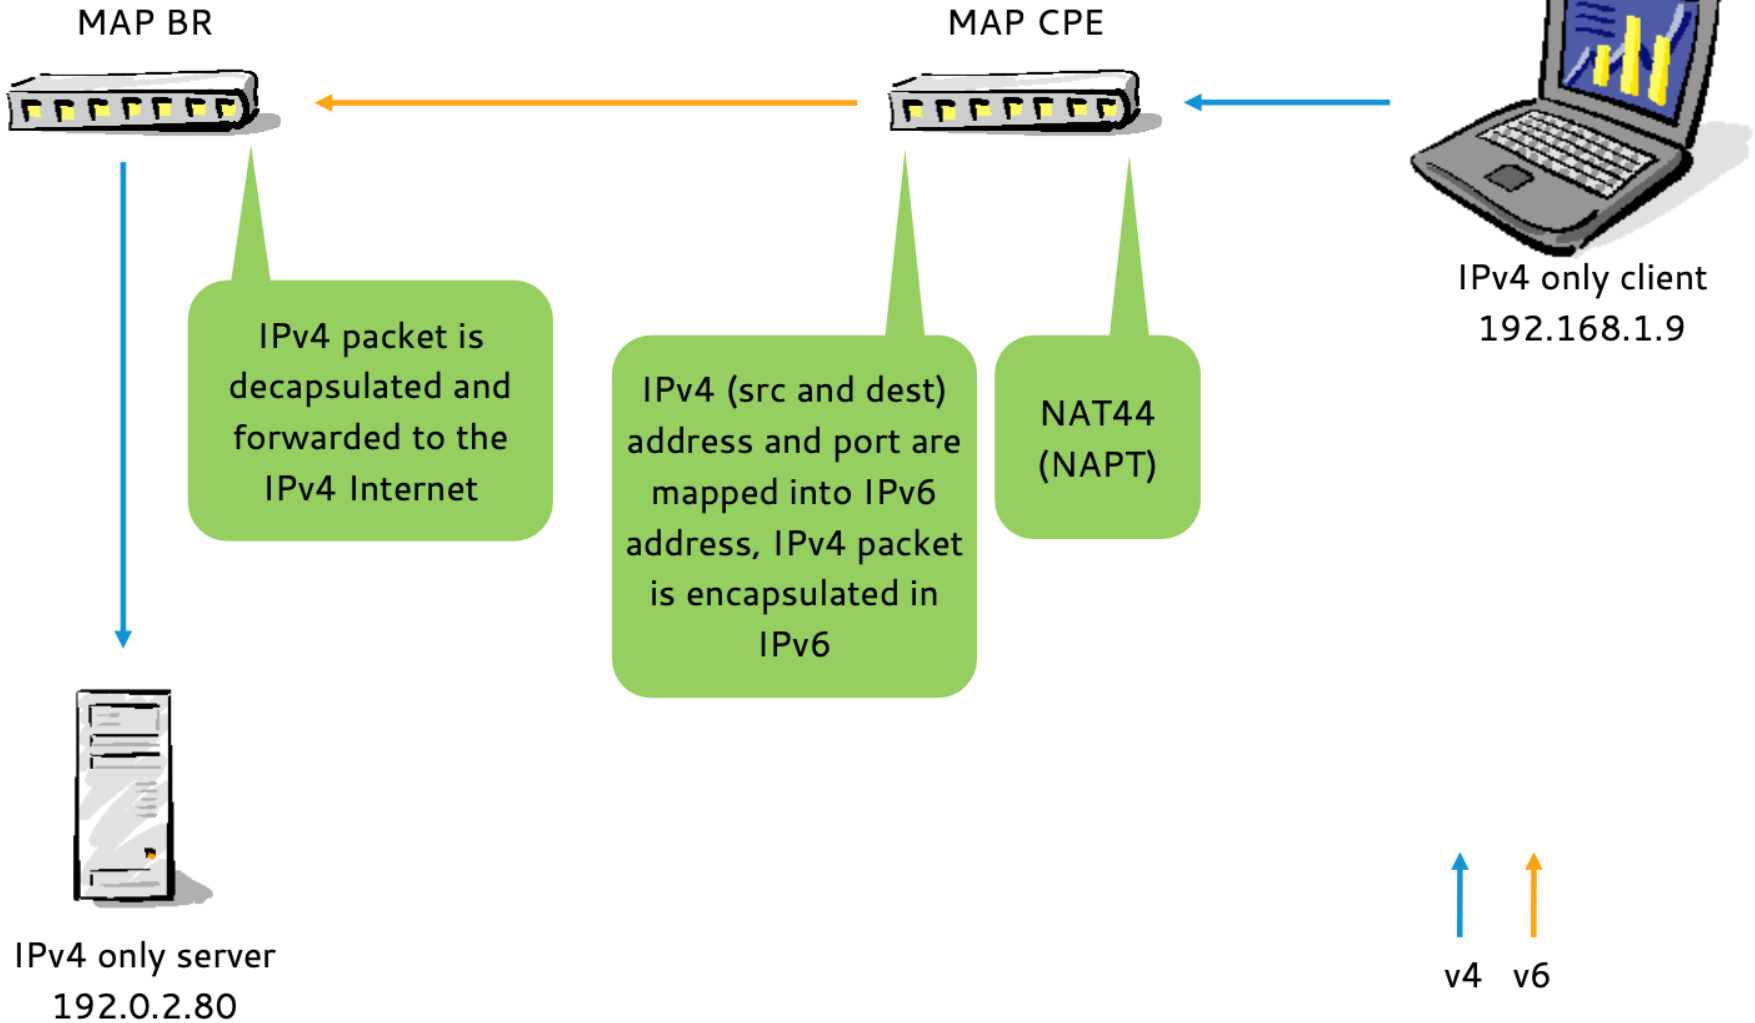 MAP BR
MAP CPE
IPv4 only client
192.168.1.9
IPv4 packet is
decapsulated and
forwarded to the
IPv4 Internet
IPv4 (src and dest)
address and port are
mapped into IPv6
address, IPv4 packet
is encapsulated in
IPv6
NAT44
(NAPT)
IPv4 only server
192.0.2.80
v4 v6